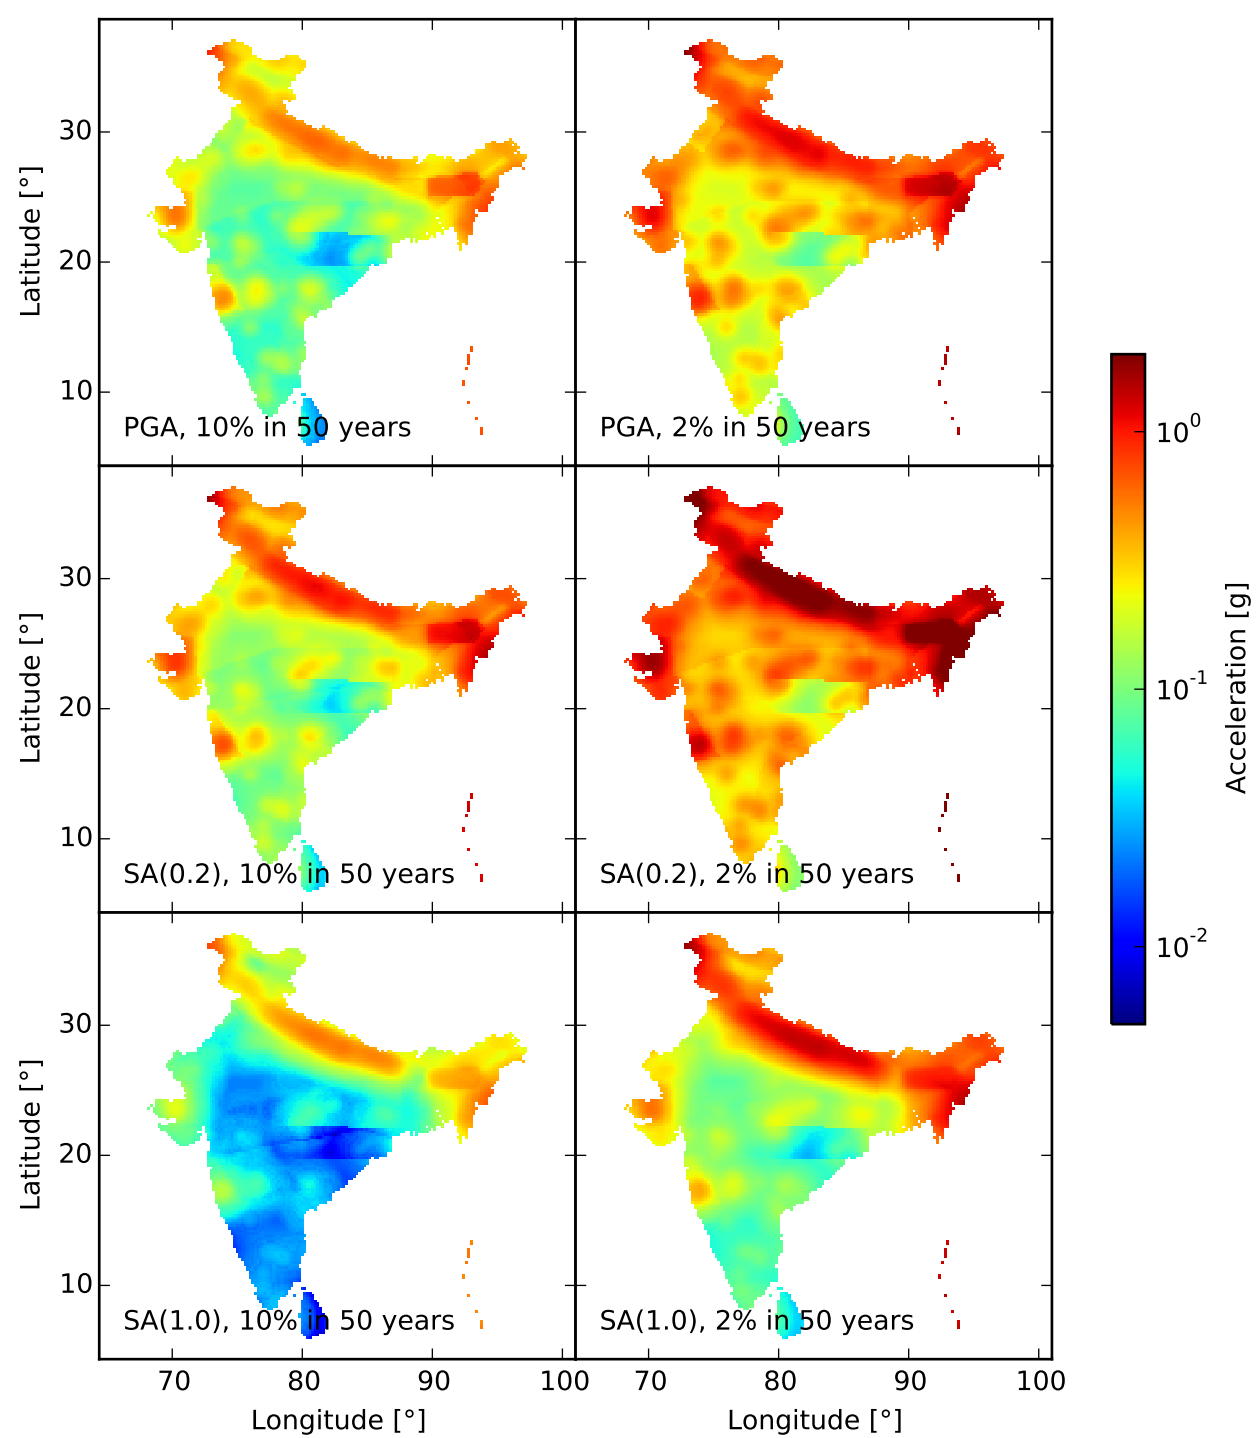 30
20
10
Latitude [°]
PGA, 10% in 50 years
PGA, 2% in 50 years
30
20
10
Latitude [°]
SA(0.2), 10% in 50 years
SA(0.2), 2% in 50 years
30
20
10
Latitude [°]
SA(1.0), 10% in 50 years
SA(1.0), 2% in 50 years
70 80 90 100
70 80 90 100
Longitude [°]
Longitude [°]
10^0
10^-1
10^-2
Acceleration [g]